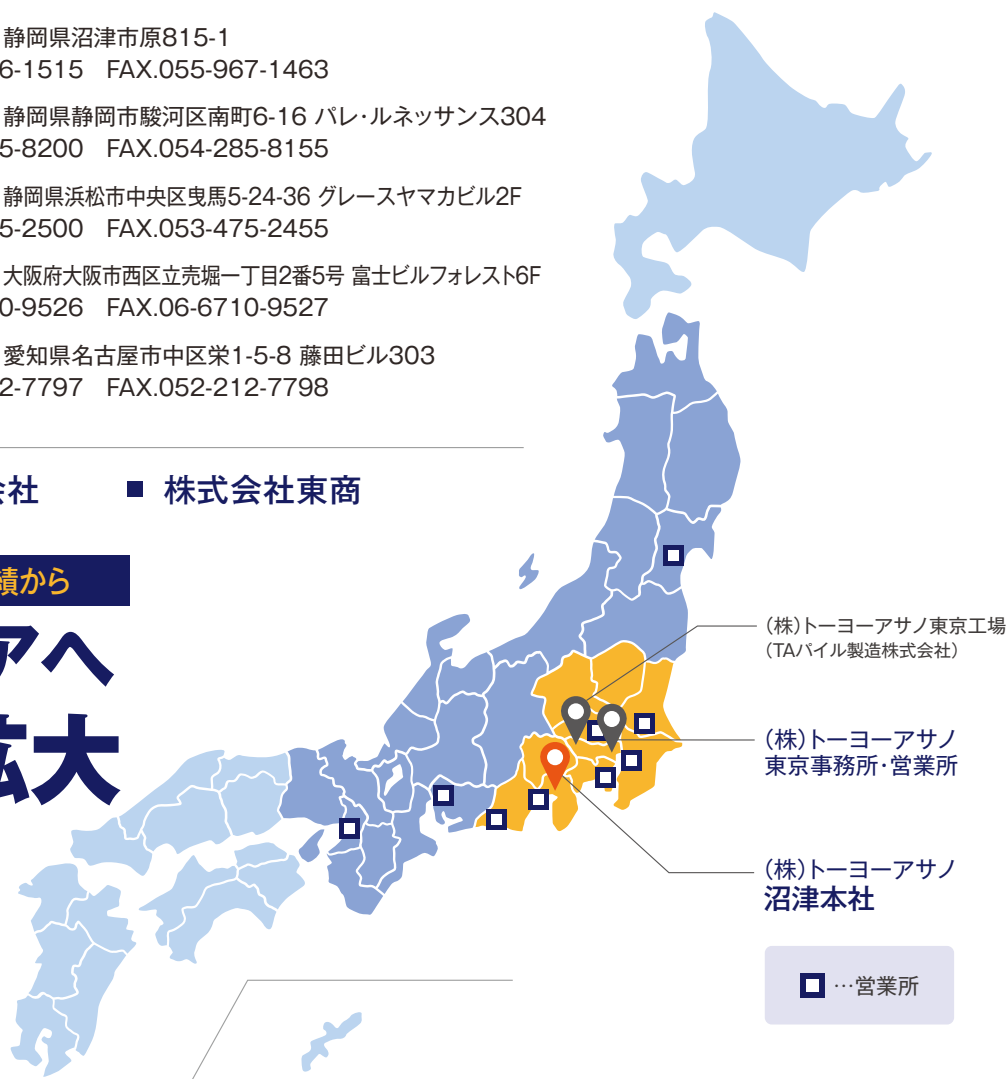 静岡県沼津市原815-1
6-1515 FAX.055-967-1463
静岡県静岡市駿河区南町6-16 パレ・ルネッサンス304
5-8200 FAX.054-285-8155
静岡県浜松市中央区曳馬5-24-36 グレースヤマカビル2F
5-2500 FAX.053-475-2455
大阪府大阪市西区立売堀一丁目2番5号 富士ビルフォレスト6F
0-9526 FAX.06-6710-9527
愛知県名古屋市中区栄1-5-8 藤田ビル303
2-7797 FAX.052-212-7798
会社 ■ 株式会社東商
績から
アへ
拡大
(株)トーヨーアサノ東京工場
(TAパイル製造株式会社)
(株)トーヨーアサノ
東京事務所・営業所
(株)トーヨーアサノ
沼津本社
…営業所